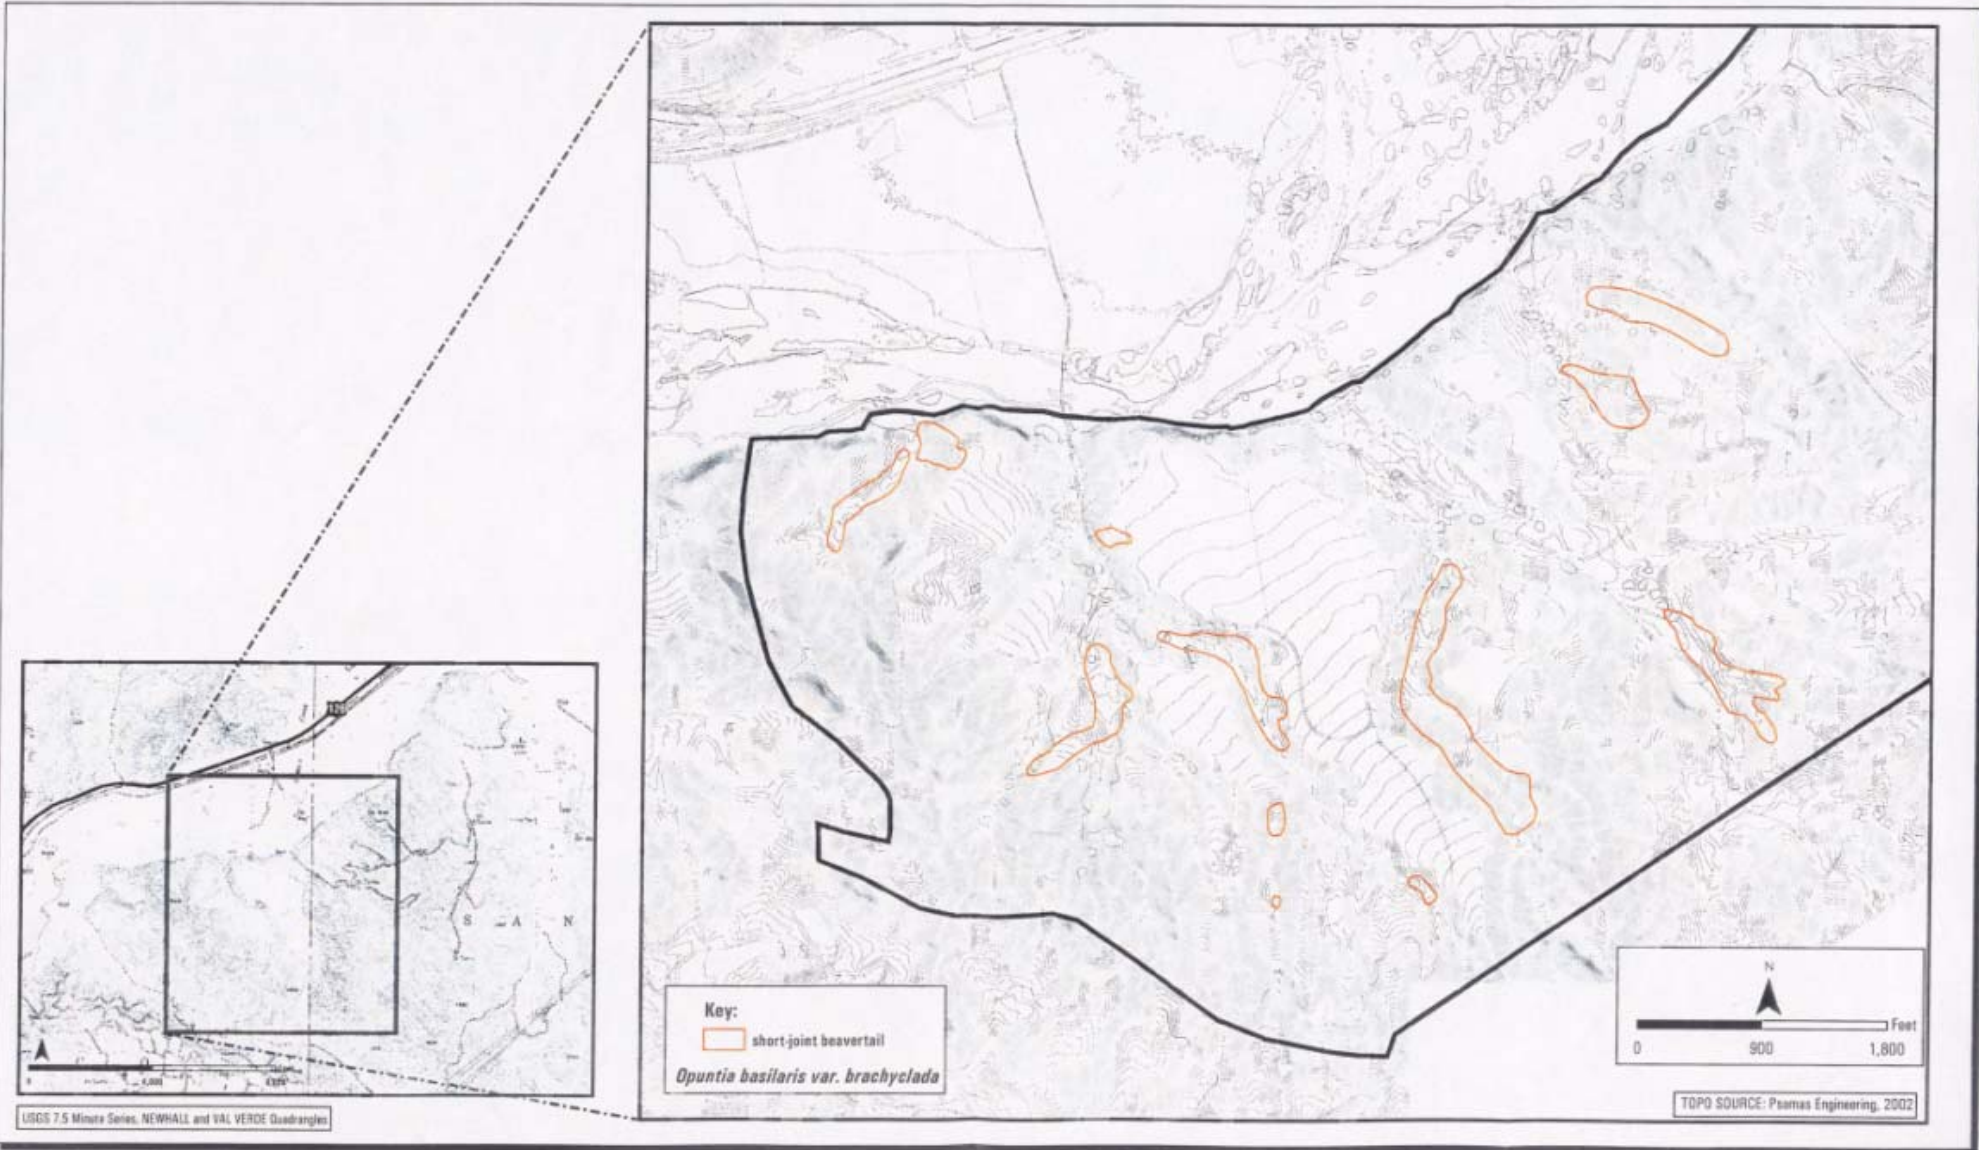 126
S A N
USGS 7.5 Minute Series, NEWHALL and VAL VERDE Quadrangles
Key:
short-joint beavertail
Opuntia basilaris var. brachyclada
N
Feet
0 900 1,800
TOPO SOURCE: Psomas Engineering, 2002